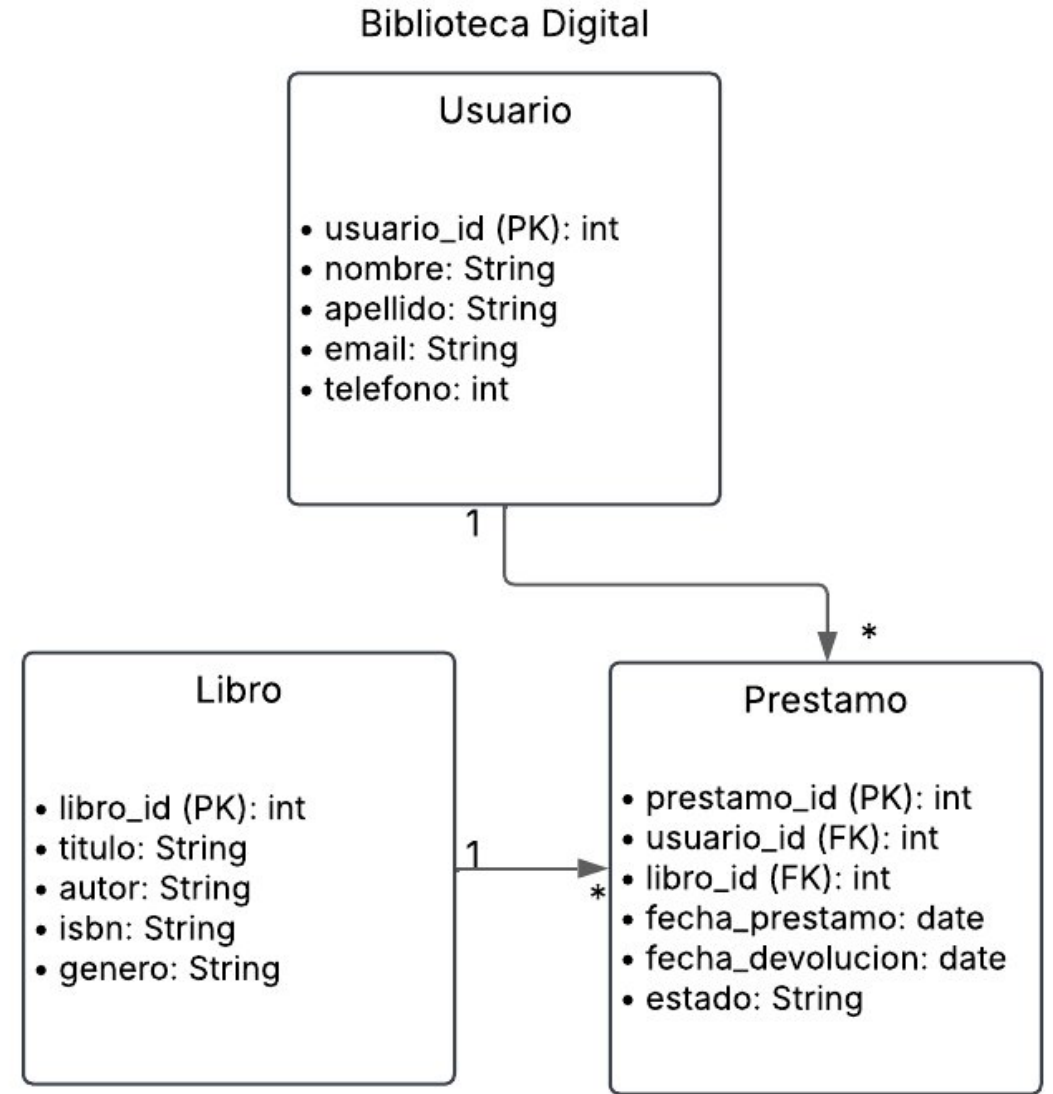 Biblioteca Digital
Usuario
• usuario_id (PK): int
• nombre: String
• apellido: String
• email: String
• telefono: int
1
*
Libro
• libro_id (PK): int
• titulo: String
• autor: String
• isbn: String
• genero: String
1
*
Prestamo
• prestamo_id (PK): int
• usuario_id (FK): int
• libro_id (FK): int
• fecha_prestamo: date
• fecha_devolucion: date
• estado: String